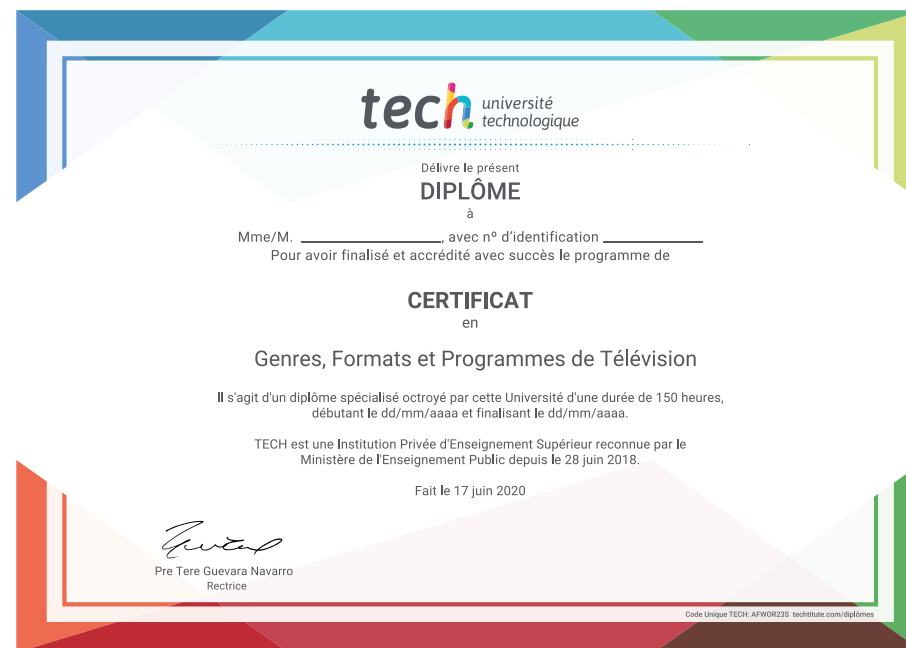 tech université
technologique
Délivre le présent
DIPLÔME
à
Mme/M. ____________________, avec nº d'identification ______________
Pour avoir finalisé et accrédité avec succès le programme de
CERTIFICAT
en
Genres, Formats et Programmes de Télévision
Il s'agit d'un diplôme spécialisé octroyé par cette Université d'une durée de 150 heures,
débutant le dd/mm/aaaa et finalisant le dd/mm/aaaa.
TECH est une Institution Privée d'Enseignement Supérieur reconnue par le
Ministère de l'Enseignement Public depuis le 28 juin 2018.
Fait le 17 juin 2020
Pre Tere Guevara Navarro
Rectrice
Code Unique TECH: AFWOR23S techtitute.com/diplômes